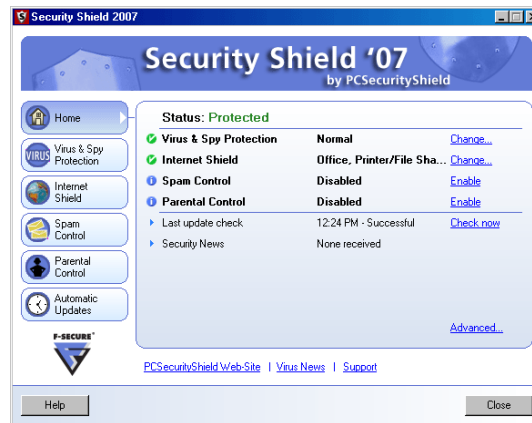 Security Shield 2007
Security Shield '07
by PCSecurityShield
Home
Virus & Spy
Protection
Internet
Shield
Spam
Control
Parental
Control
Automatic
Updates
VIRUS
F-SECURE
Status: Protected
Virus & Spy Protection Normal Change...
Internet Shield Office, Printer/File Sha... Change...
Spam Control Disabled Enable
Parental Control Disabled Enable
Last update check 12:24 PM - Successful Check now
Security News None received
Advanced...
PCSecurityShield Web-Site | Virus News | Support
Help
Close